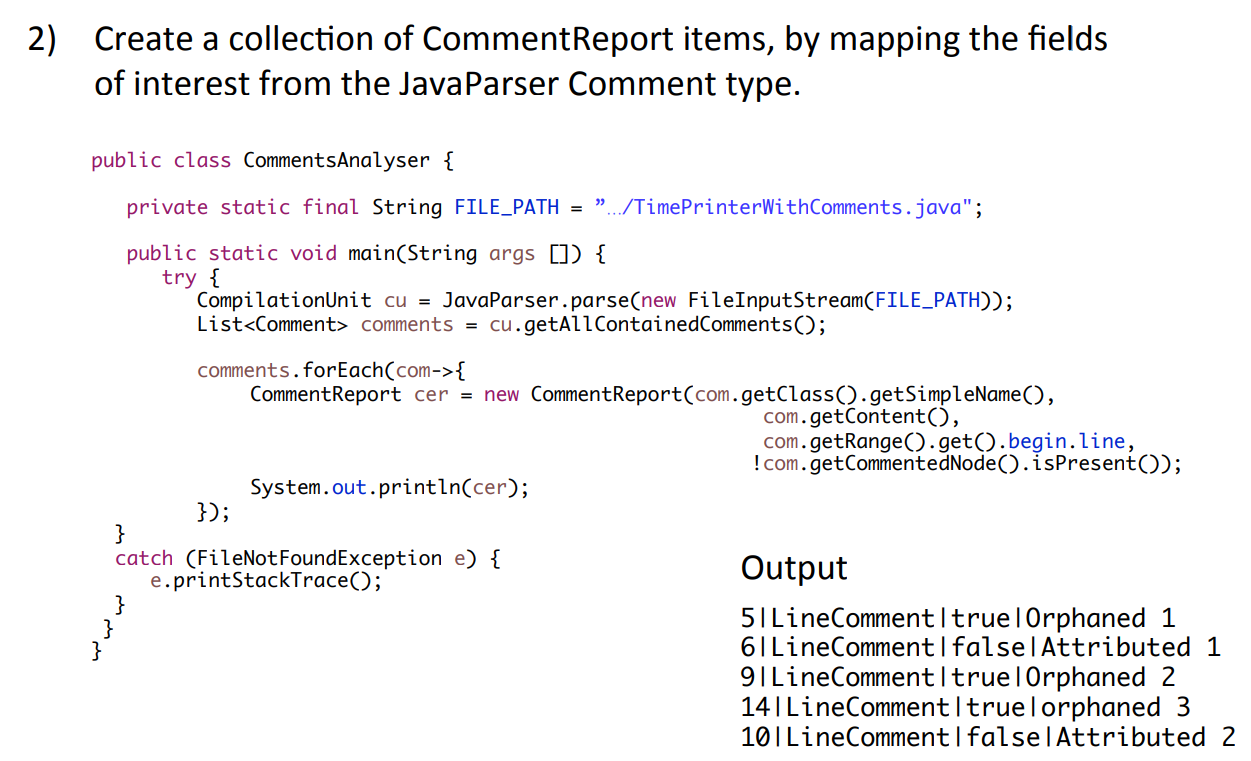 2) Create a collection of CommentReport items, by mapping the fields
of interest from the JavaParser Comment type.
public class CommentsAnalyser {
private static final String FILE_PATH = ”…/TimePrinterWithComments.java";
public static void main(String args []) {
try {
CompilationUnit cu = JavaParser.parse(new FileInputStream(FILE_PATH));
List<Comment> comments = cu.getAllContainedComments();
comments.forEach(com->{
CommentReport cer = new CommentReport(com.getClass().getSimpleName(),
com.getContent(),
com.getRange().get().begin.line,
!com.getCommentedNode().isPresent());
System.out.println(cer);
});
}
catch (FileNotFoundException e) {
e.printStackTrace();
}
}
}
Output
5|LineComment|true|Orphaned 1
6|LineComment|false|Attributed 1
9|LineComment|true|Orphaned 2
14|LineComment|true|orphaned 3
10|LineComment|false|Attributed 2